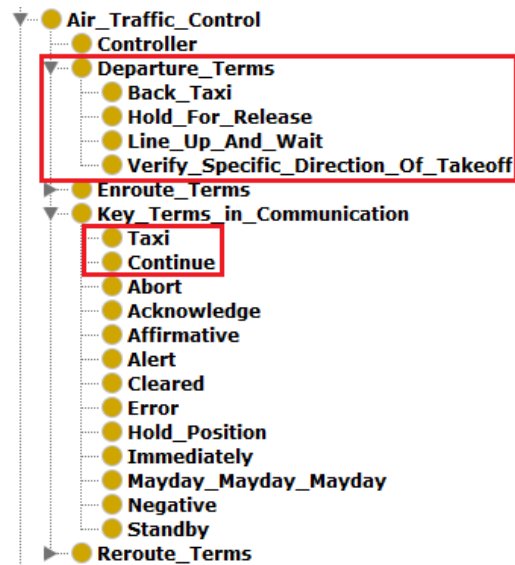 Air_Traffic_Control
Controller
Departure_Terms
Back_Taxi
Hold_For_Release
Line_Up_And_Wait
Verify_Specific_Direction_Of_Takeoff
Enroute_Terms
Key_Terms_in_Communication
Taxi
Continue
Abort
Acknowledge
Affirmative
Alert
Cleared
Error
Hold_Position
Immediately
Mayday_Mayday_Mayday
Negative
Standby
Reroute_Terms